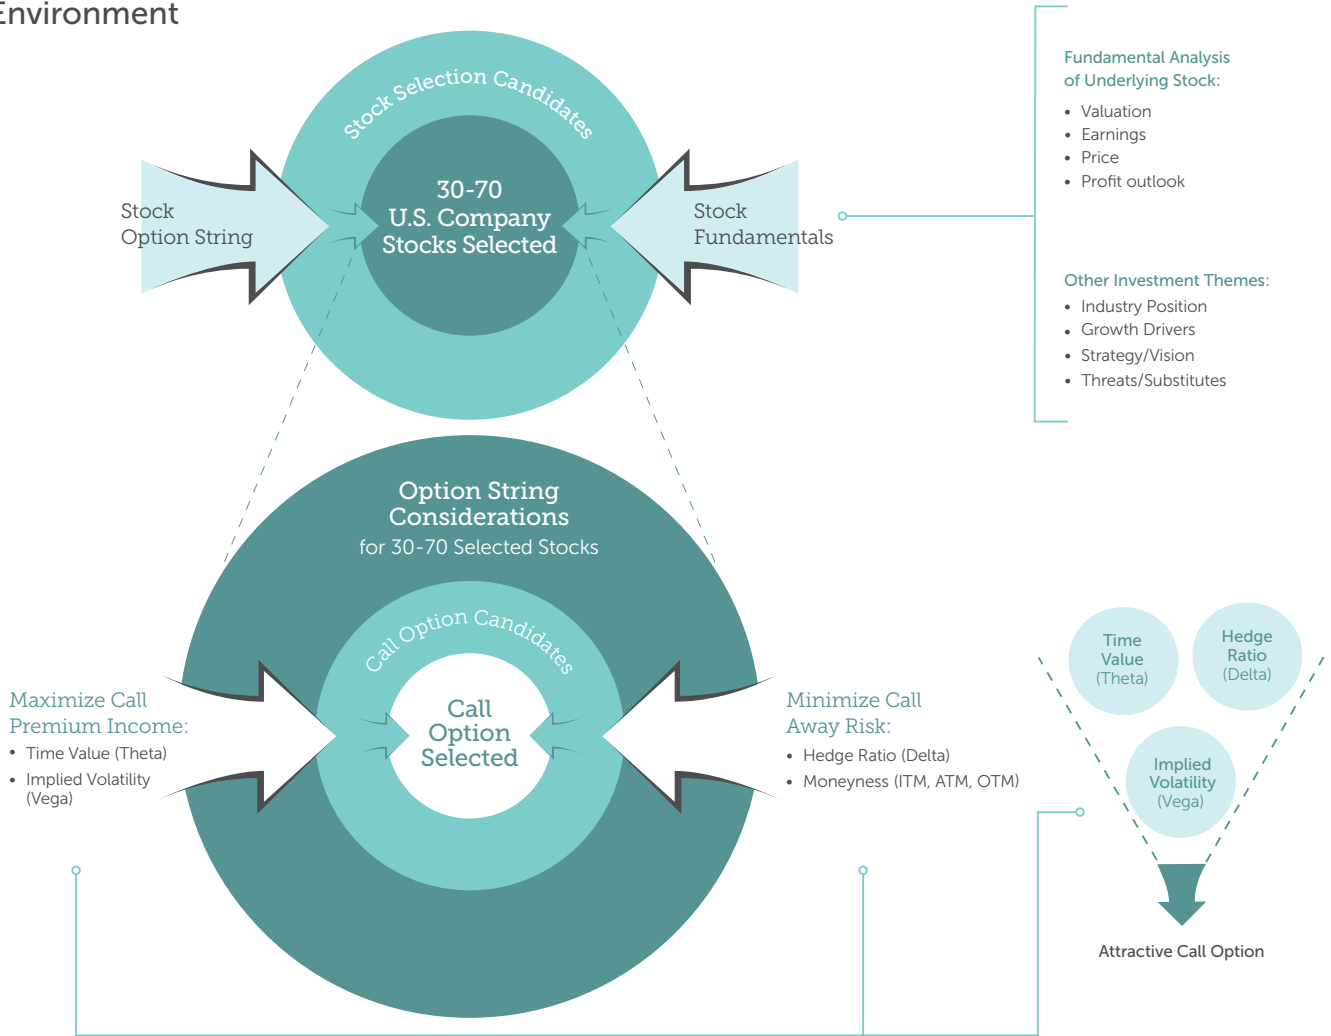 Environment
Stock Selection Candidates
30-70
U.S. Company
Stocks Selected
Stock
Option String
Stock
Fundamentals
Fundamental Analysis
of Underlying Stock:
• Valuation
• Earnings
• Price
• Profit outlook
Other Investment Themes:
• Industry Position
• Growth Drivers
• Strategy/Vision
• Threats/Substitutes
Option String
Considerations
for 30-70 Selected Stocks
Call Option Candidates
Call
Option
Selected
Maximize Call
Premium Income:
• Time Value (Theta)
• Implied Volatility
(Vega)
Minimize Call
Away Risk:
• Hedge Ratio (Delta)
• Moneyness (ITM, ATM, OTM)
Time
Value
(Theta)
Hedge
Ratio
(Delta)
Implied
Volatility
(Vega)
Attractive Call Option